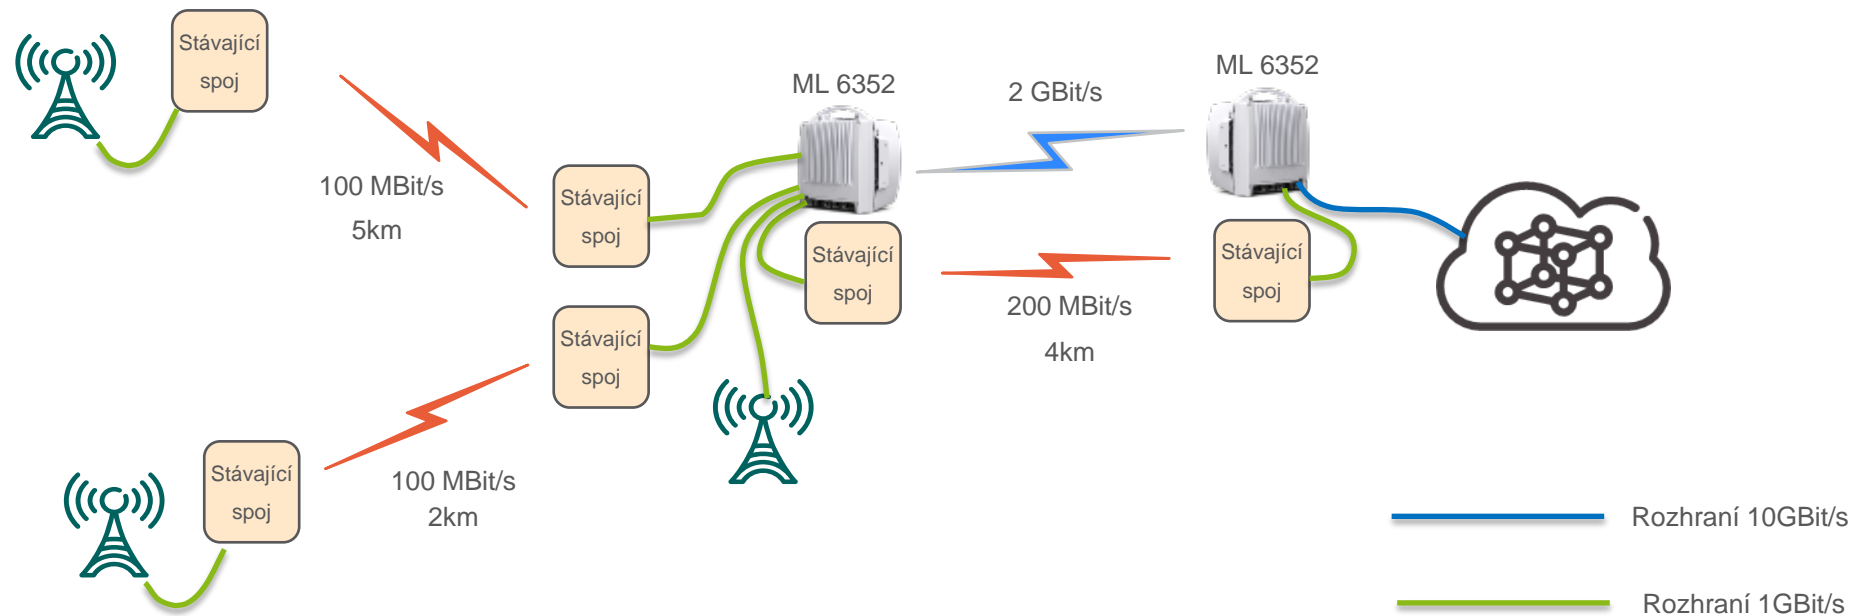 Stávající
spoj
ML 6352
2 GBit/s
ML 6352
100 MBit/s
5km
Stávající
spoj
Stávající
spoj
Stávající
spoj
200 MBit/s
4km
Stávající
spoj
Stávající
spoj
100 MBit/s
2km
Rozhraní 10GBit/s
Rozhraní 1GBit/s